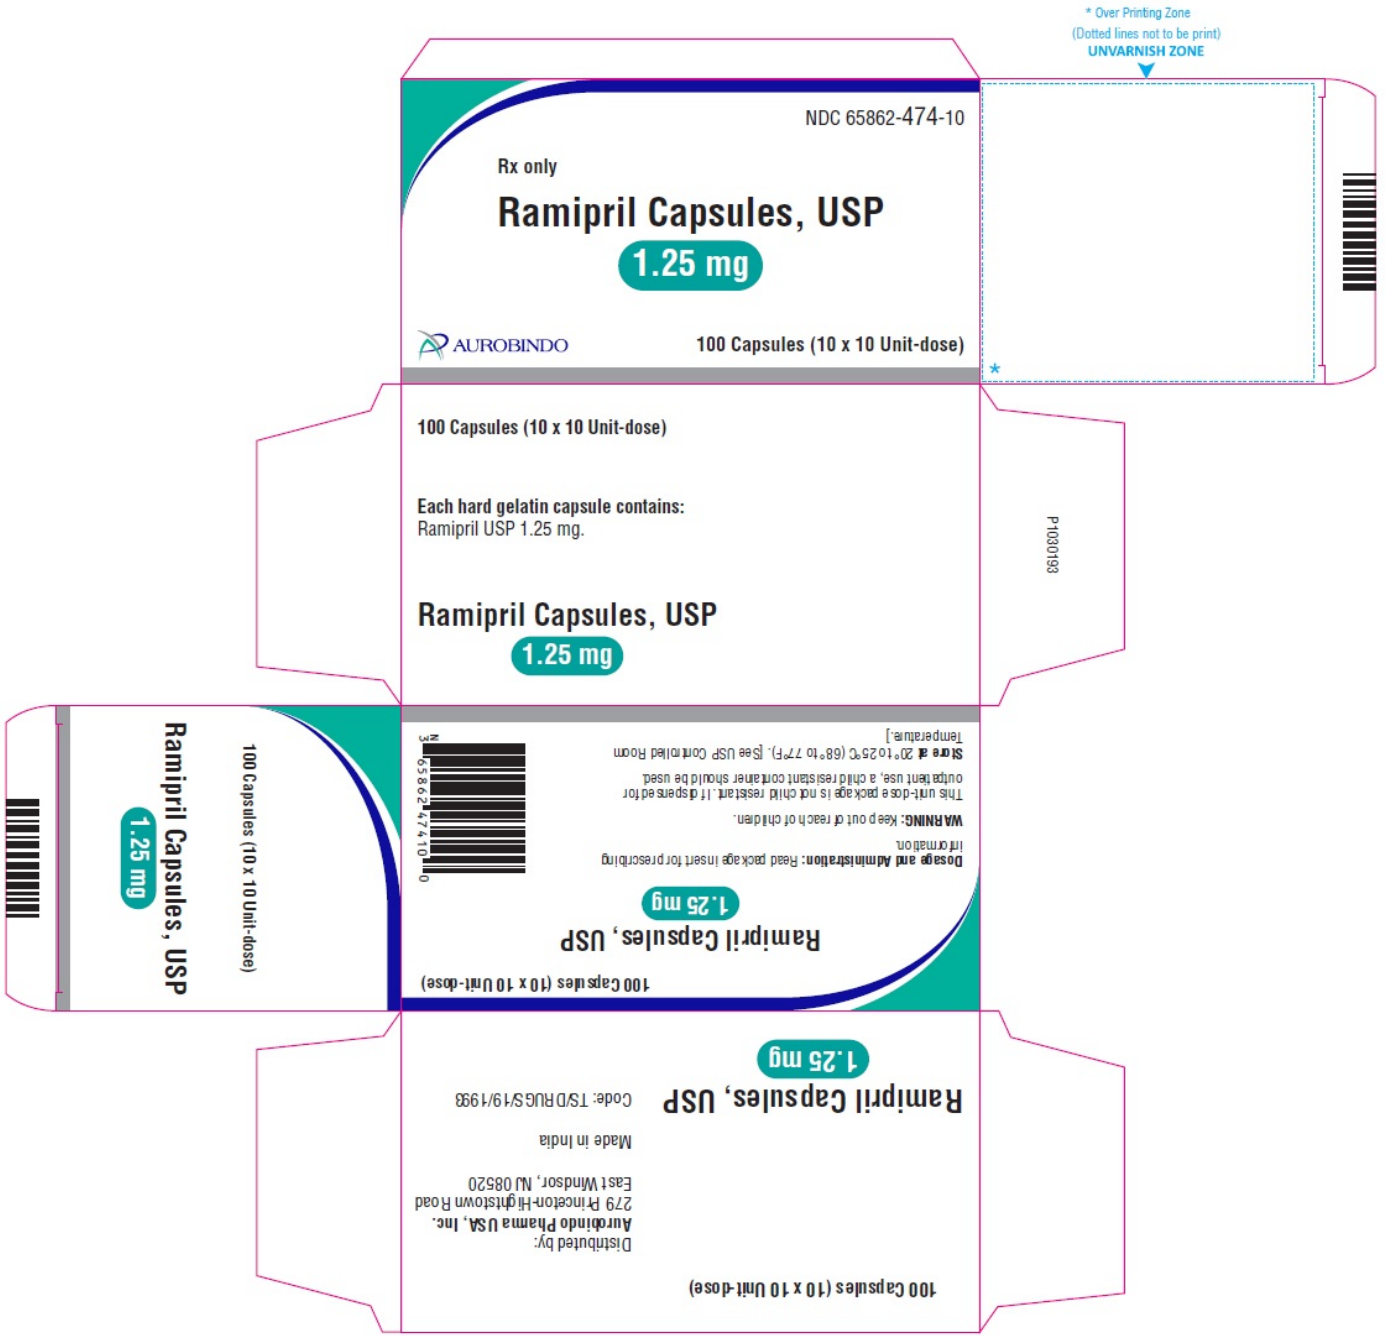 * Over Printing Zone
(Dotted lines not to be print)
UNVARNISH ZONE
NDC 65862-474-10
Rx only
Ramipril Capsules, USP
1.25 mg
AUROBINDO
100 Capsules (10 x 10 Unit-dose)
*
100 Capsules (10 x 10 Unit-dose)
Each hard gelatin capsule contains:
Ramipril USP 1.25 mg.
Ramipril Capsules, USP
1.25 mg
P1030193
Ramipril Capsules, USP
1.25 mg
100 Capsules (10 x 10 Unit-dose)
100 Capsules (10 x 10 Unit-dose)
Ramipril Capsules, USP
1.25 mg
Dosage and Administration: Read package insert for prescribing
information.
WARNING: Keep out of reach of children.
This unit-dose package is not child resistant. If dispensed for
outpatient use, a child resistant container should be used.
Store at 20° to 25°C (68° to 77°F). [See USP Controlled Room
Temperature.]
N
3 65862 47410 0
100 Capsules (10 x 10 Unit-dose)
Distributed by:
Aurobindo Pharma USA, Inc.
279 Princeton-Hightstown Road
East Windsor, NJ 08520
Made in India
Code: TS/DRUGS/19/1993
Ramipril Capsules, USP
1.25 mg